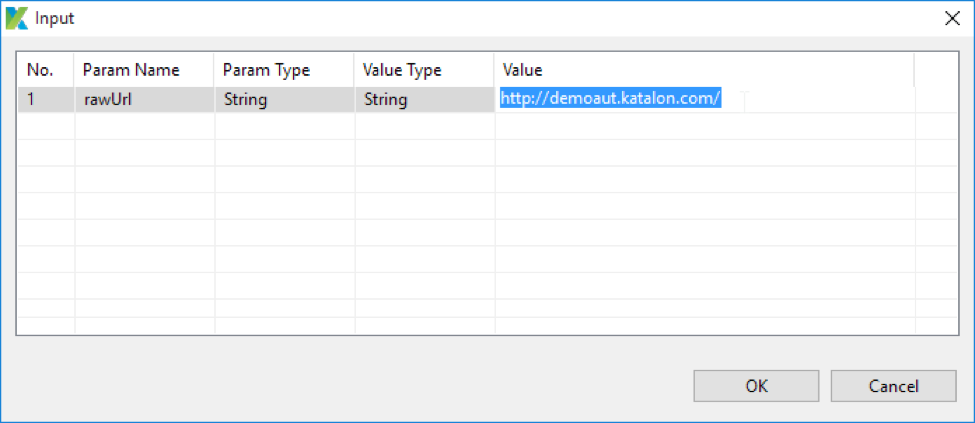 Input
No. Param Name Param Type Value Type Value
1 rawUrl String String http://demoaut.katalon.com/
OK Cancel